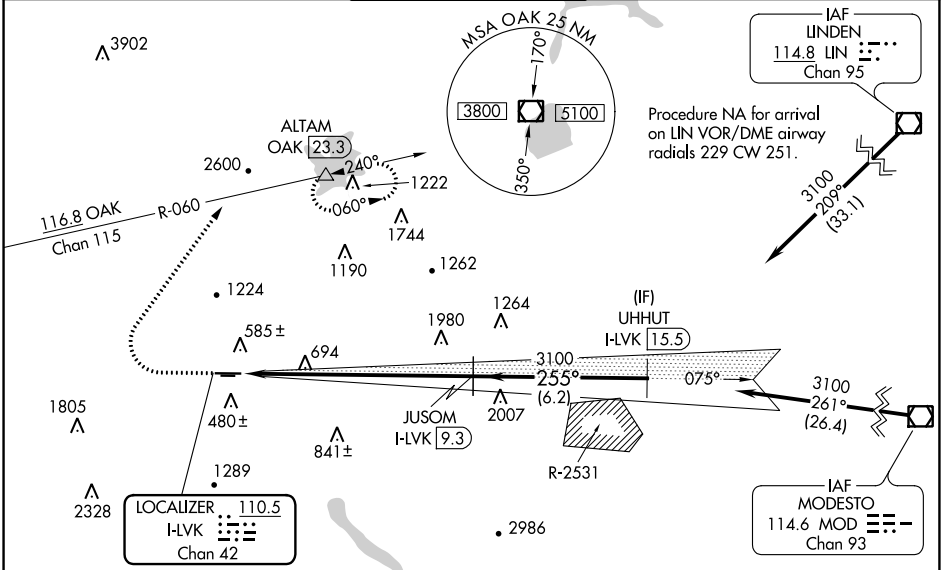 3902
MSA OAK 25 NM
170°
3800
5100
350°
IAF
LINDEN
114.8 LIN
Chan 95
Procedure NA for arrival
on LIN VOR/DME airway
radials 229 CW 251.
3100
209°
(33.1)
ALTAM
OAK 23.3
2600
240°
1222
060°
116.8 OAK
R-060
Chan 115
1744
1190
1262
1224
1264
(IF)
UHHUT
I-LVK 15.5
585±
1980
694
3100
255°
(6.2)
075°
3100
261°
(26.4)
JUSOM
I-LVK 9.3
2007
1805
480±
841±
R-2531
1289
2328
LOCALIZER 110.5
I-LVK
Chan 42
2986
IAF
MODESTO
114.6 MOD
Chan 93